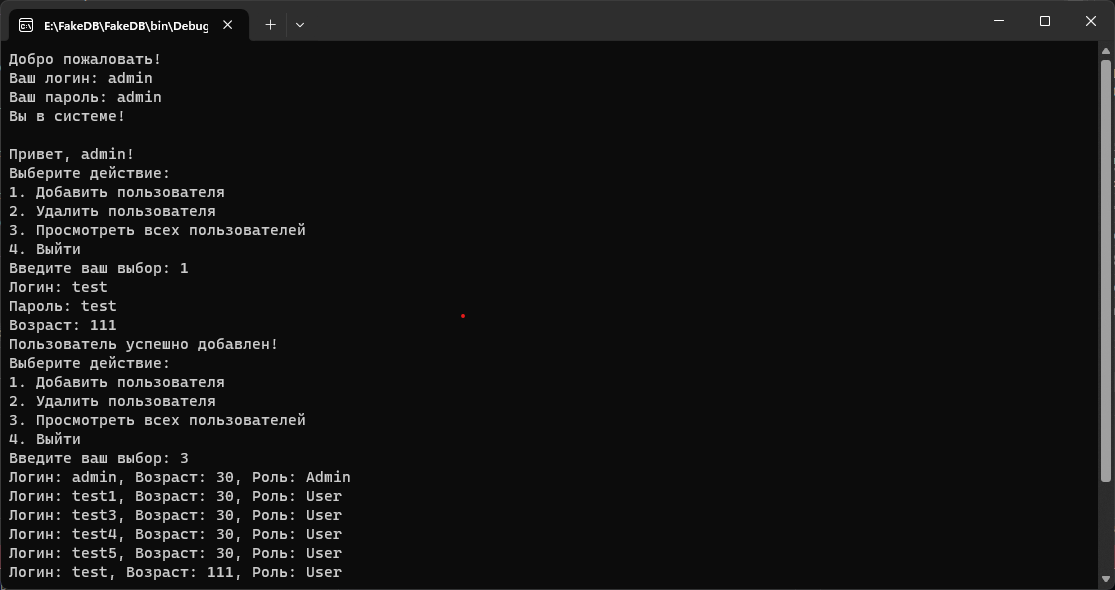 E:\FakeDB\FakeDB\bin\Debug
Добро пожаловать!
Ваш логин: admin
Ваш пароль: admin
Вы в системе!
Привет, admin!
Выберите действие:
1. Добавить пользователя
2. Удалить пользователя
3. Просмотреть всех пользователей
4. Выйти
Введите ваш выбор: 1
Логин: test
Пароль: test
Возраст: 111
Пользователь успешно добавлен!
Выберите действие:
1. Добавить пользователя
2. Удалить пользователя
3. Просмотреть всех пользователей
4. Выйти
Введите ваш выбор: 3
Логин: admin, Возраст: 30, Роль: Admin
Логин: test1, Возраст: 30, Роль: User
Логин: test3, Возраст: 30, Роль: User
Логин: test4, Возраст: 30, Роль: User
Логин: test5, Возраст: 30, Роль: User
Логин: test, Возраст: 111, Роль: User